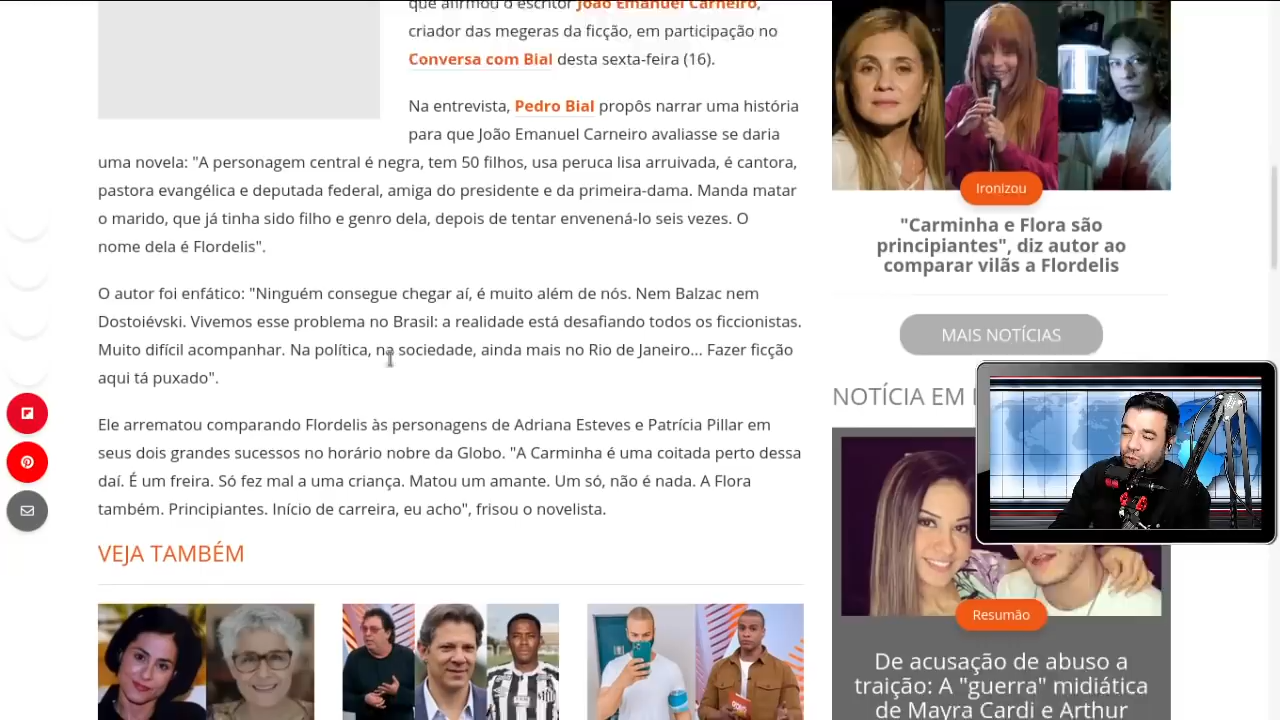 que afirmou o escritor João Emanuel Carneiro,
criador das megeras da ficção, em participação no
Conversa com Bial desta sexta-feira (16).
Na entrevista, Pedro Bial propôs narrar uma história
para que João Emanuel Carneiro avaliasse se daria
uma novela: "A personagem central é negra, tem 50 filhos, usa peruca lisa arruivada, é cantora,
pastora evangélica e deputada federal, amiga do presidente e da primeira-dama. Manda matar
o marido, que já tinha sido filho e genro dela, depois de tentar envenená-lo seis vezes. O
nome dela é Flordelis".
O autor foi enfático: "Ninguém consegue chegar aí, é muito além de nós. Nem Balzac nem
Dostoiévski. Vivemos esse problema no Brasil: a realidade está desafiando todos os ficcionistas.
Muito difícil acompanhar. Na política, na sociedade, ainda mais no Rio de Janeiro... Fazer ficção
aqui tá puxado".
Ele arrematou comparando Flordelis às personagens de Adriana Esteves e Patrícia Pillar em
seus dois grandes sucessos no horário nobre da Globo. "A Carminha é uma coitada perto dessa
daí. É um freira. Só fez mal a uma criança. Matou um amante. Um só, não é nada. A Flora
também. Principiantes. Início de carreira, eu acho", frisou o novelista.
VEJA TAMBÉM
Ironizou
"Carminha e Flora são
principiantes", diz autor ao
comparar vilãs a Flordelis
MAIS NOTÍCIAS
NOTÍCIA EM
Resumão
De acusação de abuso a
traição: A "guerra" midiática
de Mayra Cardi e Arthur